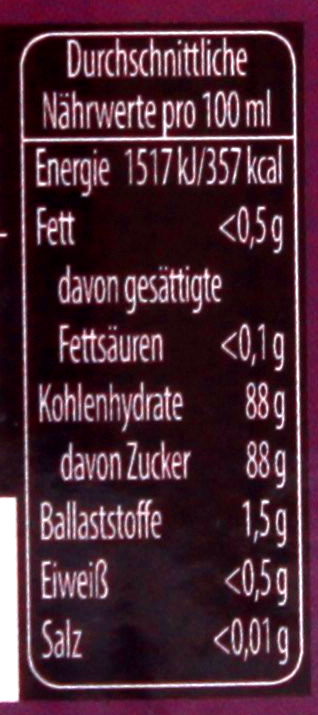 Durchschnittliche
Nährwerte pro 100 ml
Energie 1517 kJ/357 kcal
Fett <0,5 g
davon gesättigte
Fettsäuren <0,1 g
Kohlenhydrate 88 g
davon Zucker 88 g
Ballaststoffe 1,5 g
Eiweiß <0,5 g
Salz <0,01 g